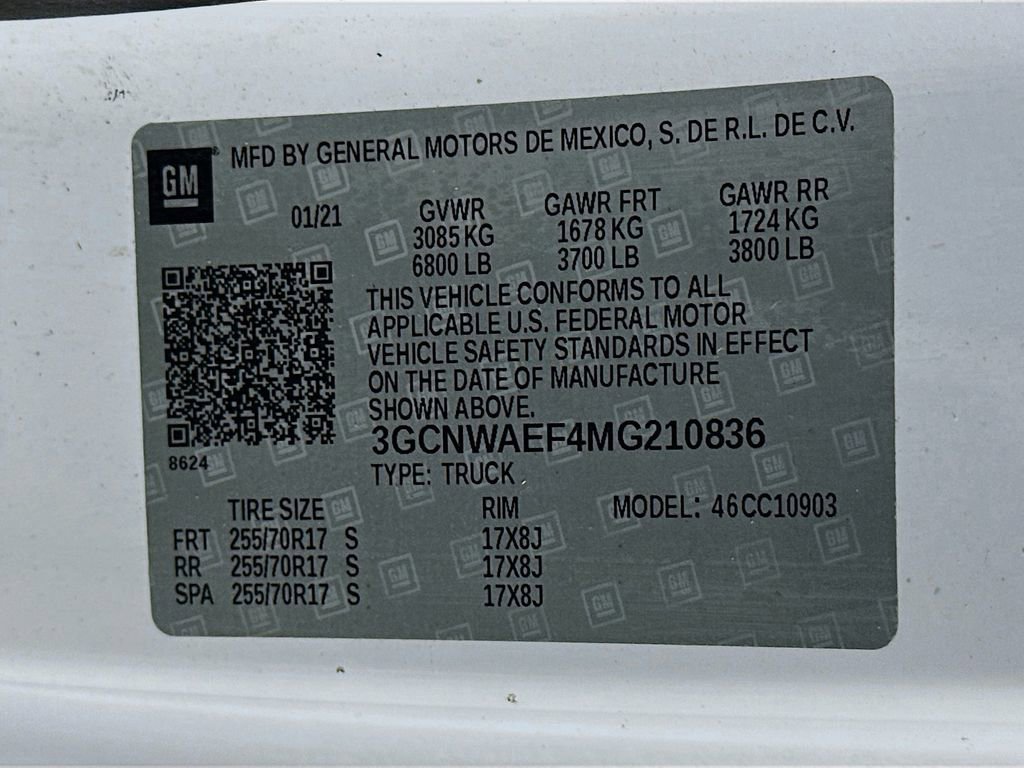 GM
MFD BY GENERAL MOTORS DE MEXICO, S. DE R.L. DE C.V.
01/21
GVWR GAWR FRT GAWR RR
3085 KG 1678 KG 1724 KG
6800 LB 3700 LB 3800 LB
THIS VEHICLE CONFORMS TO ALL
APPLICABLE U.S. FEDERAL MOTOR
VEHICLE SAFETY STANDARDS IN EFFECT
ON THE DATE OF MANUFACTURE
SHOWN ABOVE.
3GCNWAEF4MG210836
8624
TYPE: TRUCK
TIRE SIZE RIM MODEL: 46CC10903
FRT 255/70R17 S 17X8J
RR 255/70R17 S 17X8J
SPA 255/70R17 S 17X8J